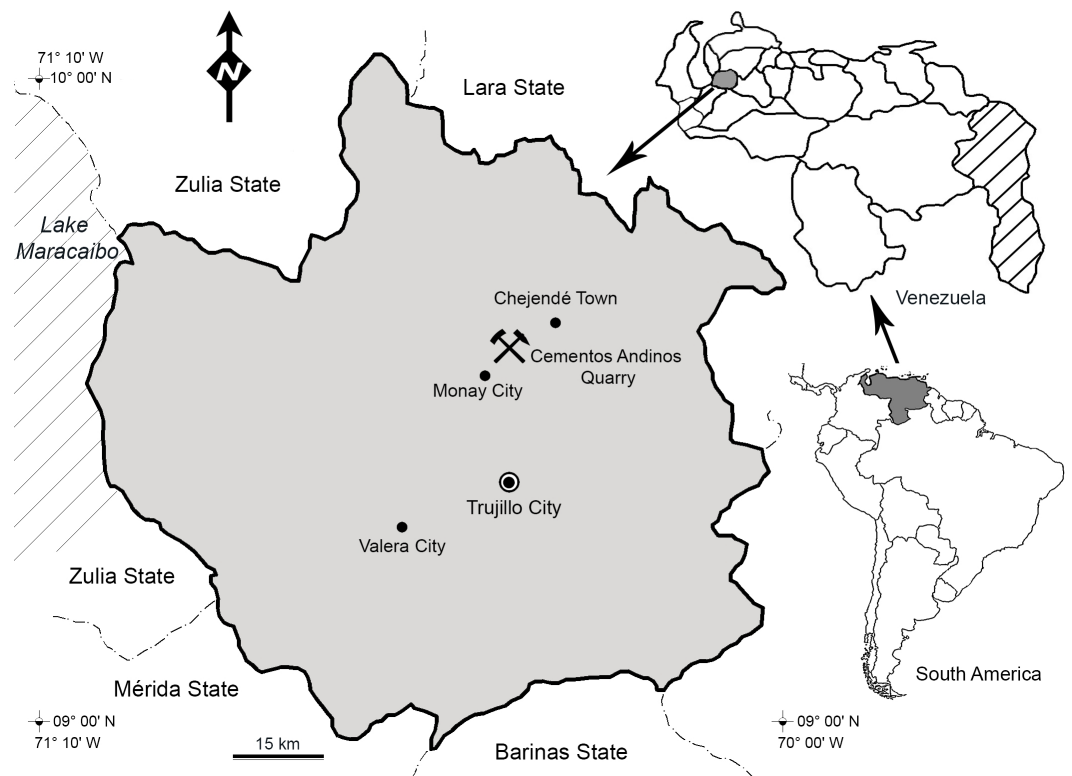 71° 10' W
10° 00' N
N
Lara State
Zulia State
Lake
Maracaibo
Venezuela
Chejendé Town
Cementos Andinos
Quarry
Monay City
Trujillo City
Valera City
Zulia State
South America
Mérida State
09° 00' N
71° 10' W
15 km
Barinas State
09° 00' N
70° 00' W